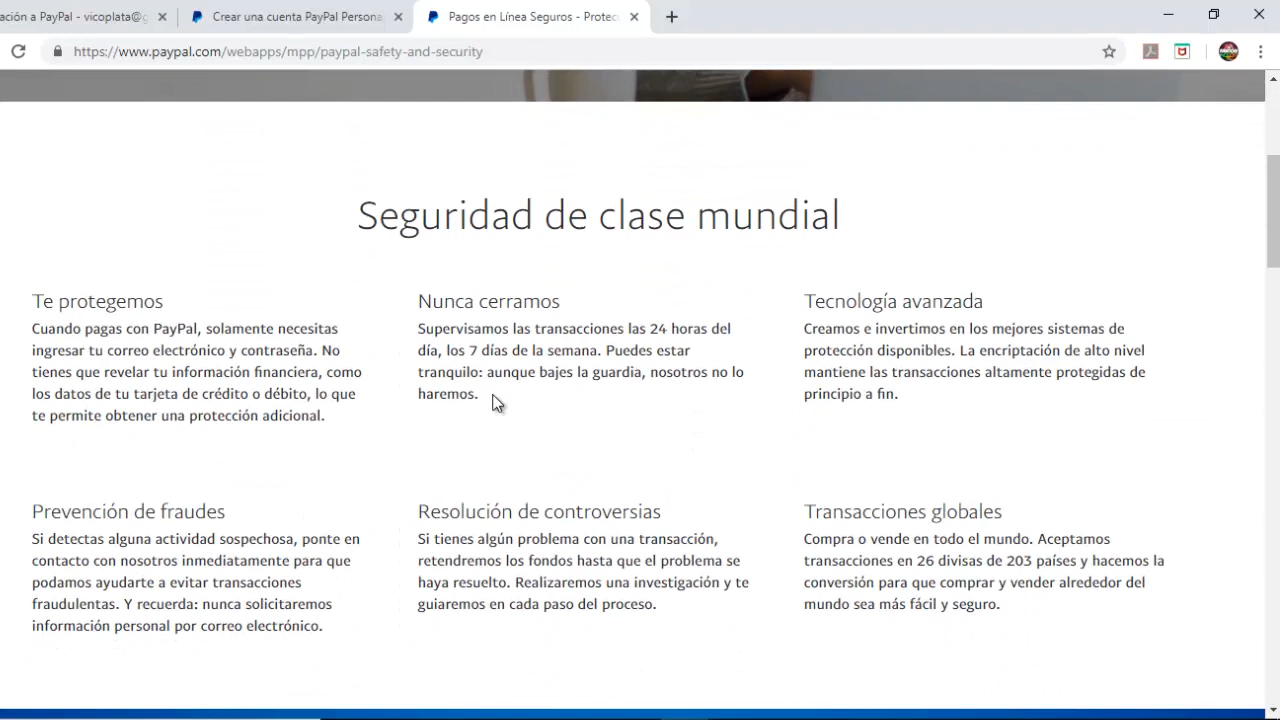 ación a PayPal - vicoplata@g
Crear una cuenta PayPal Persona
Pagos en Línea Seguros - Protec
https://www.paypal.com/webapps/mpp/paypal-safety-and-security
Seguridad de clase mundial
Te protegemos
Cuando pagas con PayPal, solamente necesitas
ingresar tu correo electrónico y contraseña. No
tienes que revelar tu información financiera, como
los datos de tu tarjeta de crédito o débito, lo que
te permite obtener una protección adicional.
Nunca cerramos
Supervisamos las transacciones las 24 horas del
día, los 7 días de la semana. Puedes estar
tranquilo: aunque bajes la guardia, nosotros no lo
haremos.
Tecnología avanzada
Creamos e invertimos en los mejores sistemas de
protección disponibles. La encriptación de alto nivel
mantiene las transacciones altamente protegidas de
principio a fin.
Prevención de fraudes
Si detectas alguna actividad sospechosa, ponte en
contacto con nosotros inmediatamente para que
podamos ayudarte a evitar transacciones
fraudulentas. Y recuerda: nunca solicitaremos
información personal por correo electrónico.
Resolución de controversias
Si tienes algún problema con una transacción,
retendremos los fondos hasta que el problema se
haya resuelto. Realizaremos una investigación y te
guiaremos en cada paso del proceso.
Transacciones globales
Compra o vende en todo el mundo. Aceptamos
transacciones en 26 divisas de 203 países y hacemos la
conversión para que comprar y vender alrededor del
mundo sea más fácil y seguro.